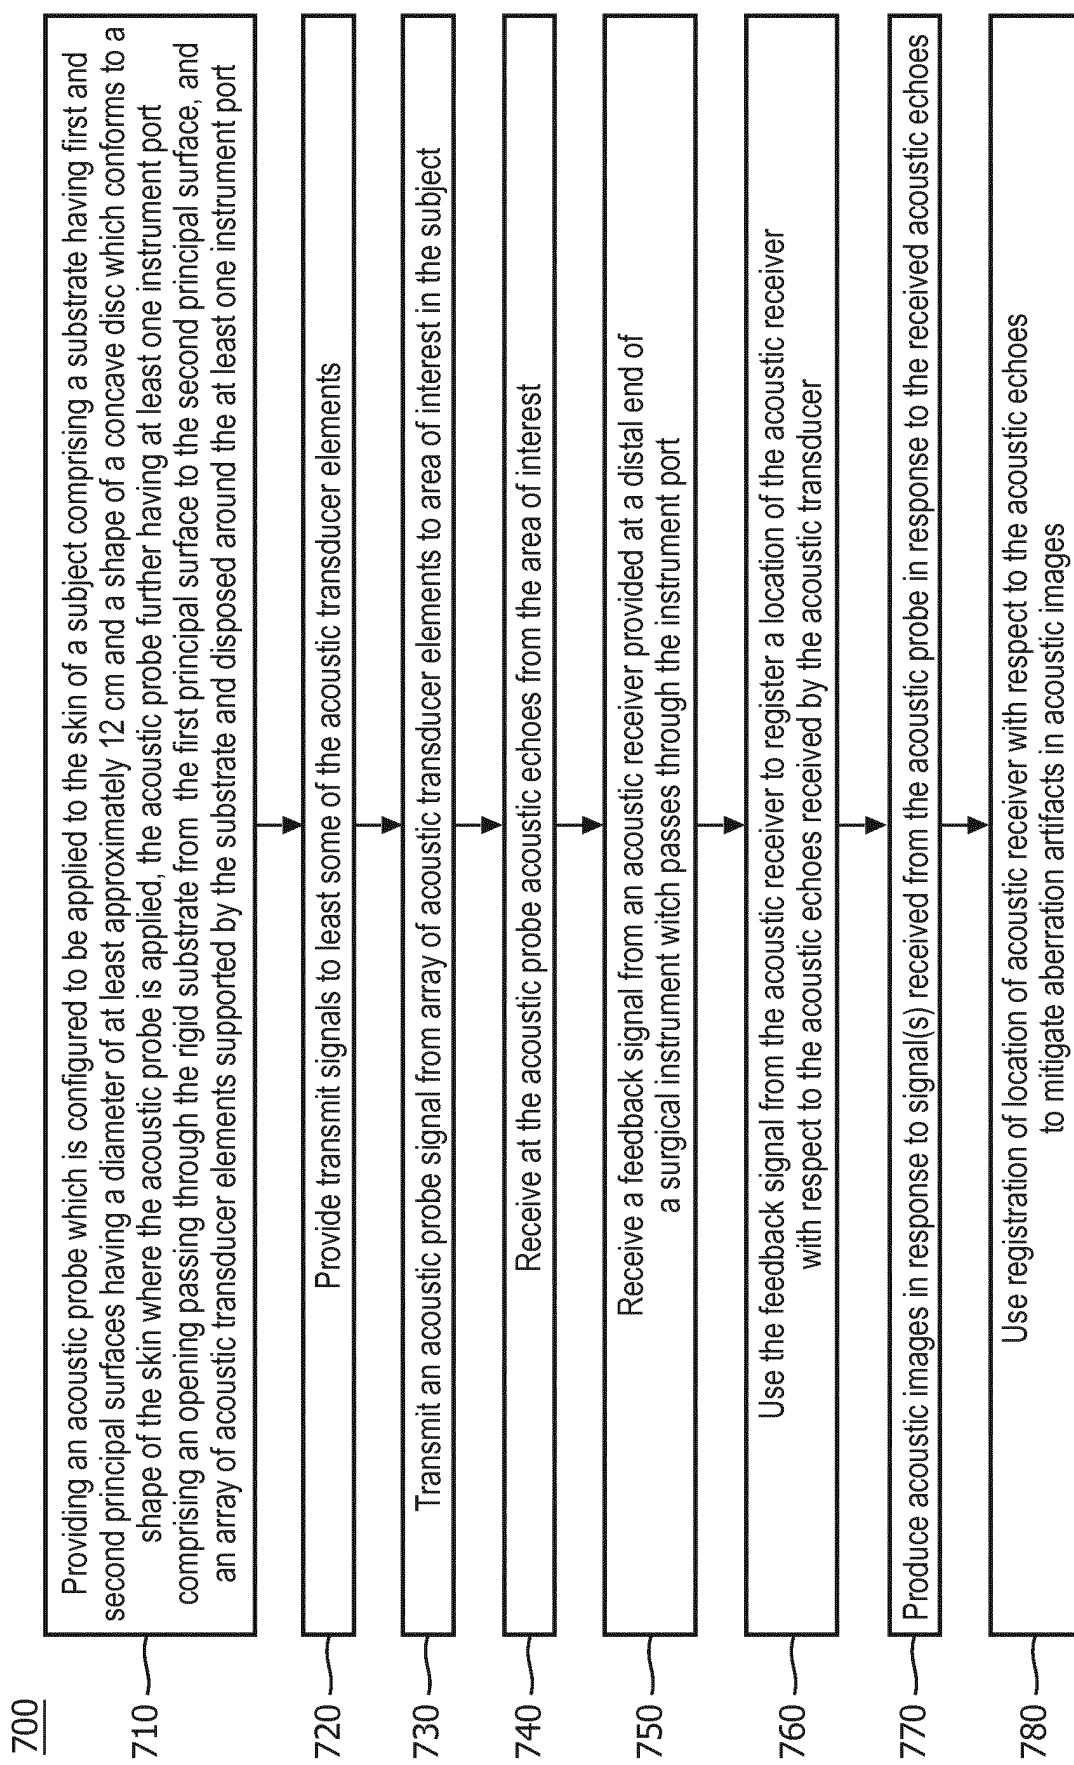 700
710
Providing an acoustic probe which is configured to be applied to the skin of a subject comprising a substrate having first and
second principal surfaces having a diameter of at least approximately 12 cm and a shape of a concave disc which conforms to a
shape of the skin where the acoustic probe is applied, the acoustic probe further having at least one instrument port
comprising an opening passing through the rigid substrate from the first principal surface to the second principal surface, and
an array of acoustic transducer elements supported by the substrate and disposed around the at least one instrument port
720
Provide transmit signals to least some of the acoustic transducer elements
730
Transmit an acoustic probe signal from array of acoustic transducer elements to area of interest in the subject
740
Receive at the acoustic probe acoustic echoes from the area of interest
750
Receive a feedback signal from an acoustic receiver provided at a distal end of
a surgical instrument witch passes through the instrument port
760
Use the feedback signal from the acoustic receiver to register a location of the acoustic receiver
with respect to the acoustic echoes received by the acoustic transducer
770
Produce acoustic images in response to signal(s) received from the acoustic probe in response to the received acoustic echoes
780
Use registration of location of acoustic receiver with respect to the acoustic echoes
to mitigate aberration artifacts in acoustic images